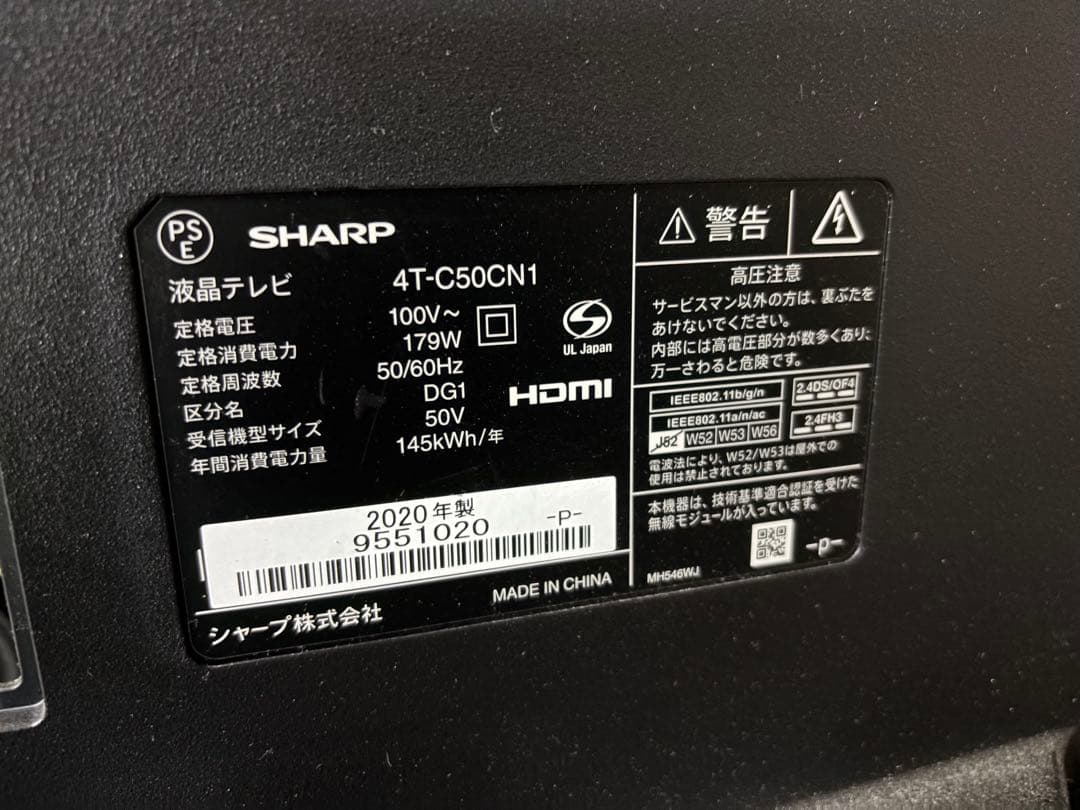 PS
E
SHARP
液晶テレビ 4T-C50CN1
定格電圧 100V~
定格消費電力 179W
定格周波数 50/60Hz
区分名 DG1
受信機型サイズ 50V
年間消費電力量 145kWh/年
UL Japan
HDMI
2020年製
9551020 -P-
シャープ株式会社
MADE IN CHINA
警告
高圧注意
サービスマン以外の方は、裏ぶたを
あけないでください。
内部には高電圧部分が数多くあり、
万一さわると危険です。
IEEE802.11b/g/n
2.4DS/OF4
IEEE802.11a/n/ac
J52 W52 W53 W56
2.4FH3
電波法により、W52/W53は屋外での
使用は禁止されております。
本機器は、技術基準適合認証を受けた
無線モジュールが入っています。
MH546WJ